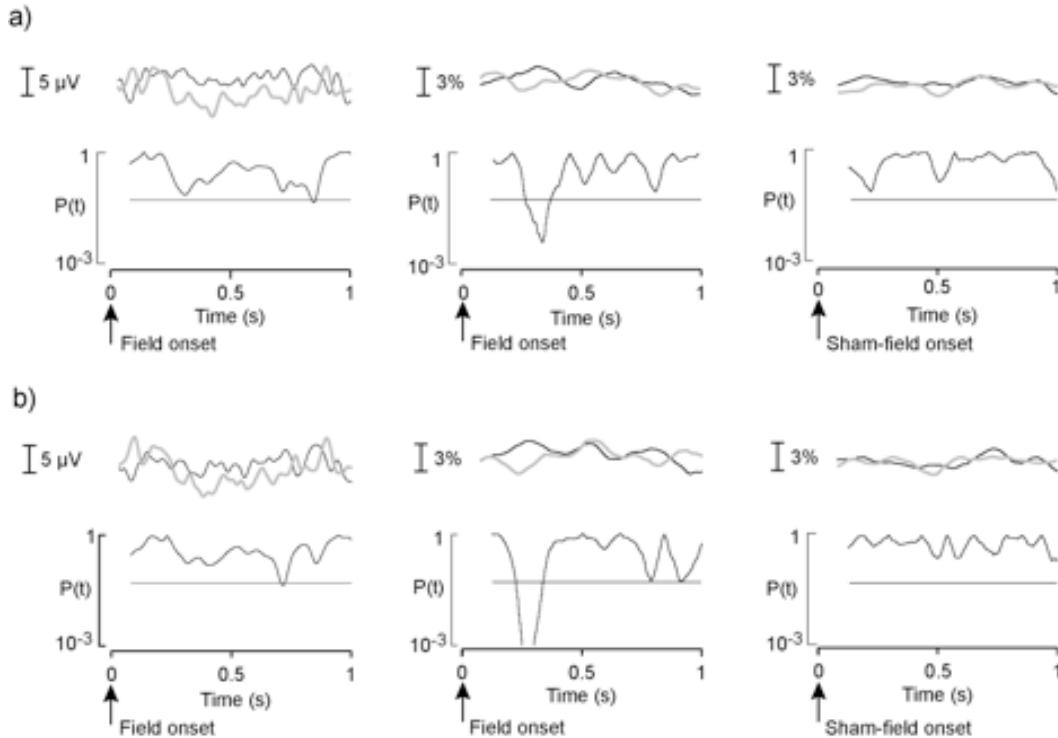 a)
5 μV
3%
3%
1
1
1
P(t)
P(t)
P(t)
10-3
10-3
10-3
0 0.5 1
0 0.5 1
0 0.5 1
Time (s)
Time (s)
Time (s)
Field onset
Field onset
Sham-field onset
b)
5 μV
3%
3%
1
1
1
P(t)
P(t)
P(t)
10-3
10-3
10-3
0 0.5 1
0 0.5 1
0 0.5 1
Time (s)
Time (s)
Time (s)
Field onset
Field onset
Sham-field onset